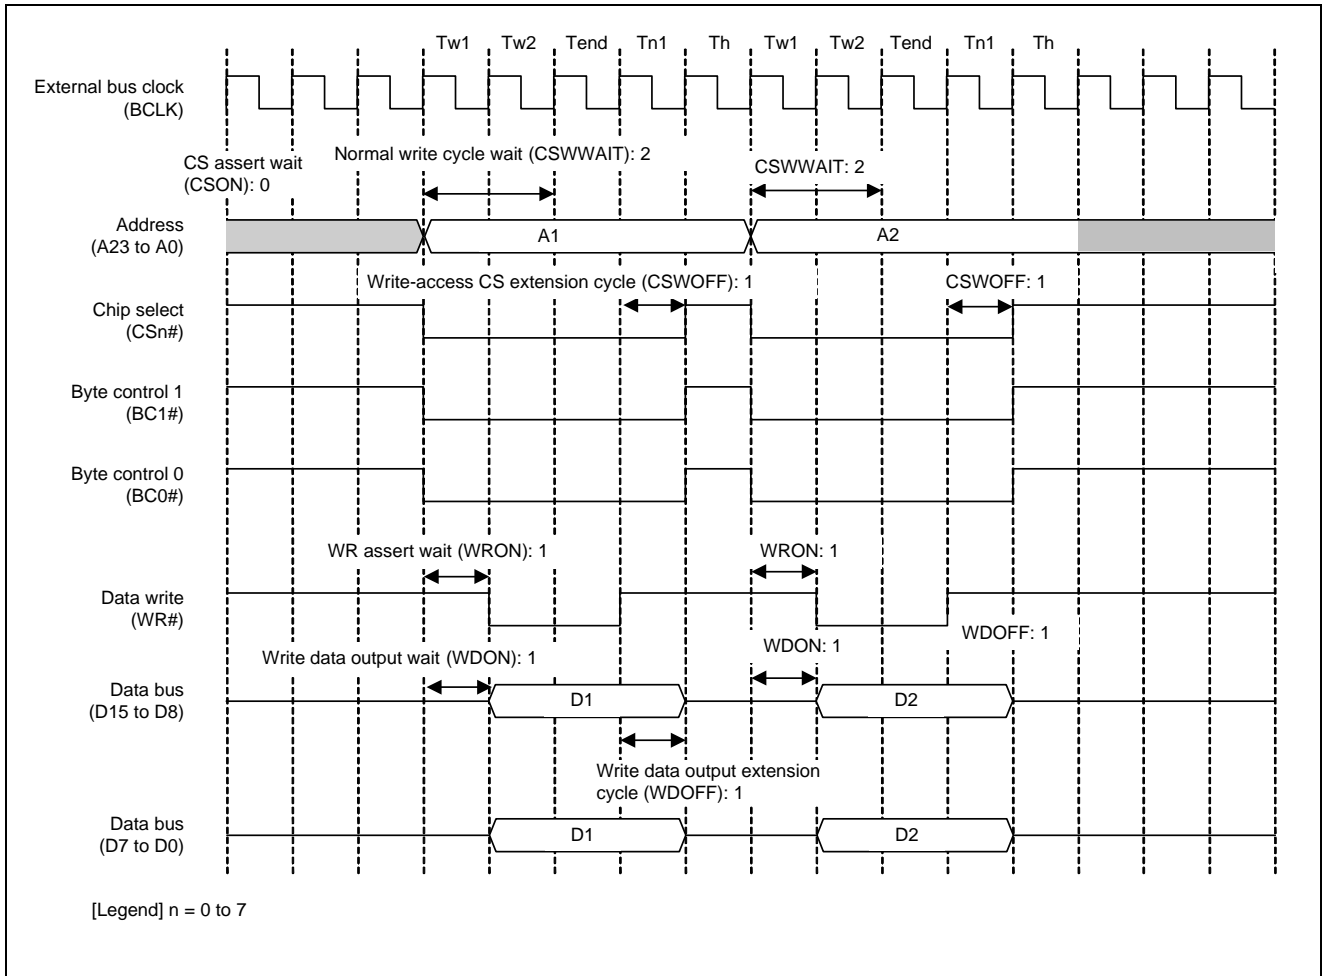 Tw1 Tw2 Tend Tn1 Th Tw1 Tw2 Tend Tn1 Th
External bus clock
(BCLK)
CS assert wait
(CSON): 0
Normal write cycle wait (CSWWAIT): 2
CSWWAIT: 2
Address
(A23 to A0)
A1
A2
Write-access CS extension cycle (CSWOFF): 1
CSWOFF: 1
Chip select
(CSn#)
Byte control 1
(BC1#)
Byte control 0
(BC0#)
WR assert wait (WRON): 1
WRON: 1
Data write
(WR#)
WDOFF: 1
WDON: 1
Write data output wait (WDON): 1
Data bus
(D15 to D8)
D1
D2
Write data output extension
cycle (WDOFF): 1
Data bus
(D7 to D0)
D1
D2
[Legend] n = 0 to 7